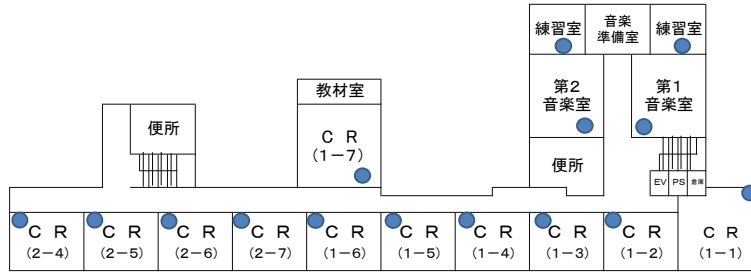 練習室
音楽
準備室
練習室
第2
音楽室
第1
音楽室
教材室
便所
C R
(1-7)
便所
EV
PS
倉庫
C R
(2-4)
C R
(2-5)
C R
(2-6)
C R
(2-7)
C R
(1-6)
C R
(1-5)
C R
(1-4)
C R
(1-3)
C R
(1-2)
C R
(1-1)